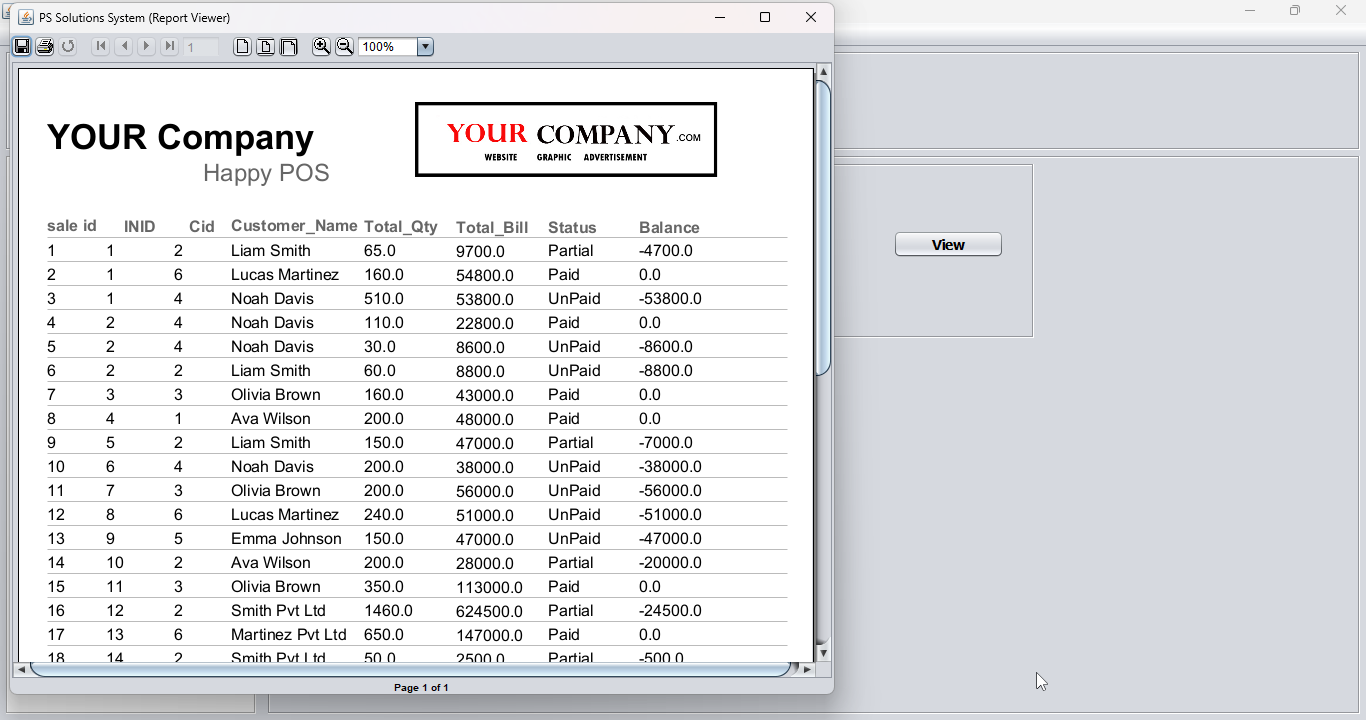 PS Solutions System (Report Viewer)
1
100%
YOUR Company
Happy POS
YOUR COMPANY.COM
WEBSITE GRAPHIC ADVERTISEMENT
sale id INID Cid Customer_Name Total_Qty Total_Bill Status Balance
1 1 2 Liam Smith 65.0 9700.0 Partial -4700.0
2 1 6 Lucas Martinez 160.0 54800.0 Paid 0.0
3 1 4 Noah Davis 510.0 53800.0 UnPaid -53800.0
4 2 4 Noah Davis 110.0 22800.0 Paid 0.0
5 2 4 Noah Davis 30.0 8600.0 UnPaid -8600.0
6 2 2 Liam Smith 60.0 8800.0 UnPaid -8800.0
7 3 3 Olivia Brown 160.0 43000.0 Paid 0.0
8 4 1 Ava Wilson 200.0 48000.0 Paid 0.0
9 5 2 Liam Smith 150.0 47000.0 Partial -7000.0
10 6 4 Noah Davis 200.0 38000.0 UnPaid -38000.0
11 7 3 Olivia Brown 200.0 56000.0 UnPaid -56000.0
12 8 6 Lucas Martinez 240.0 51000.0 UnPaid -51000.0
13 9 5 Emma Johnson 150.0 47000.0 UnPaid -47000.0
14 10 2 Ava Wilson 200.0 28000.0 Partial -20000.0
15 11 3 Olivia Brown 350.0 113000.0 Paid 0.0
16 12 2 Smith Pvt Ltd 1460.0 624500.0 Partial -24500.0
17 13 6 Martinez Pvt Ltd 650.0 147000.0 Paid 0.0
18 14 2 Smith Pvt Ltd 50.0 2500.0 Partial -500.0
Page 1 of 1
View